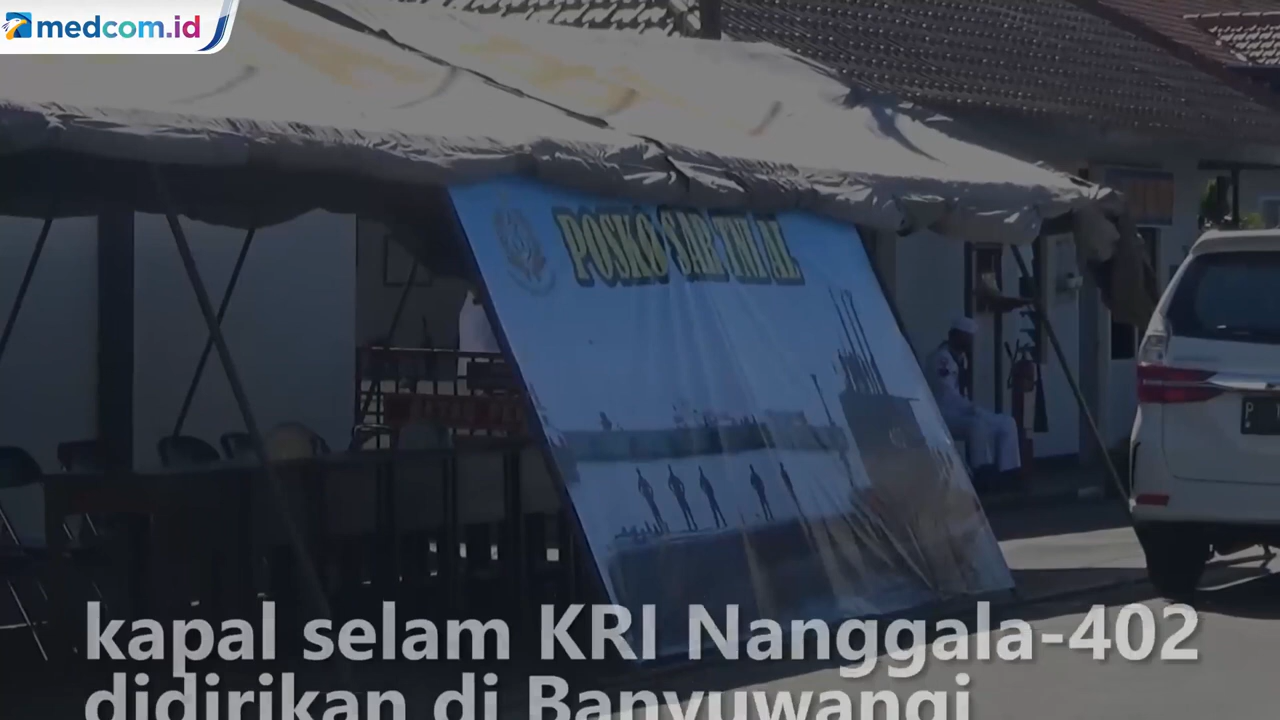 medcom.id
POSKO SAR TNI AL
P
kapal selam KRI Nanggala-402
didirikan di Banyuwangi